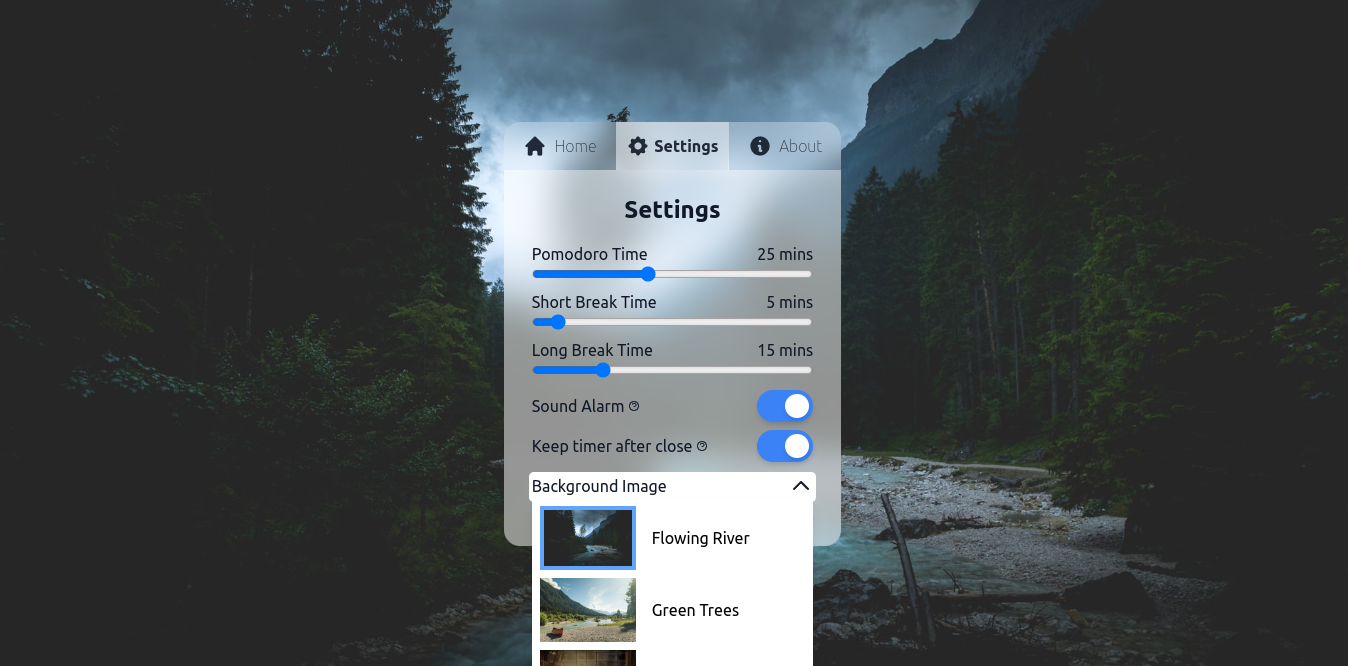 Home Settings About
Settings
Pomodoro Time 25 mins
Short Break Time 5 mins
Long Break Time 15 mins
Sound Alarm
Keep timer after close
Background Image
Flowing River
Green Trees